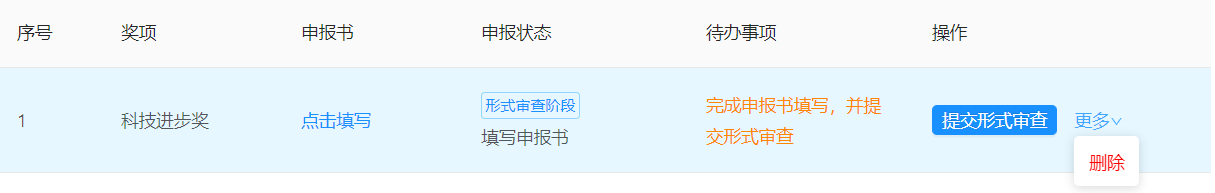 序号 奖项 申报书 申报状态 待办事项 操作
1 科技进步奖 点击填写 形式审查阶段
填写申报书 完成申报书填写，并提
交形式审查 提交形式审查 更多
删除